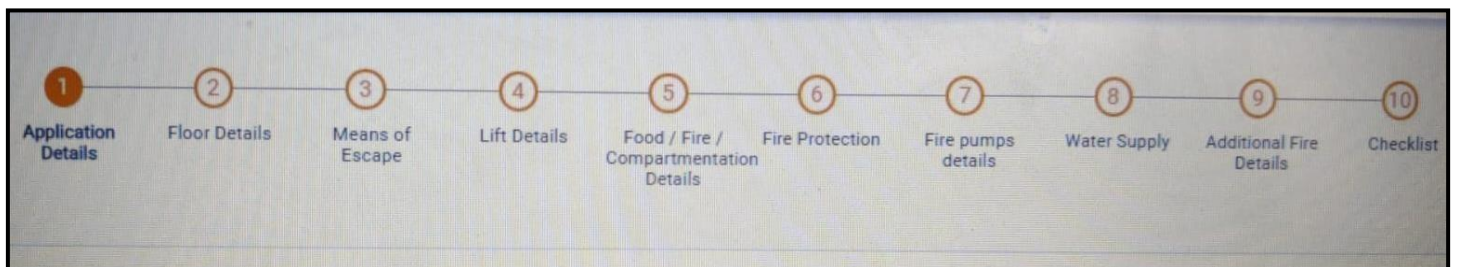 1
Application
Details
2
Floor Details
3
Means of
Escape
4
Lift Details
5
Food / Fire /
Compartmentation
Details
6
Fire Protection
7
Fire pumps
details
8
Water Supply
9
Additional Fire
Details
10
Checklist